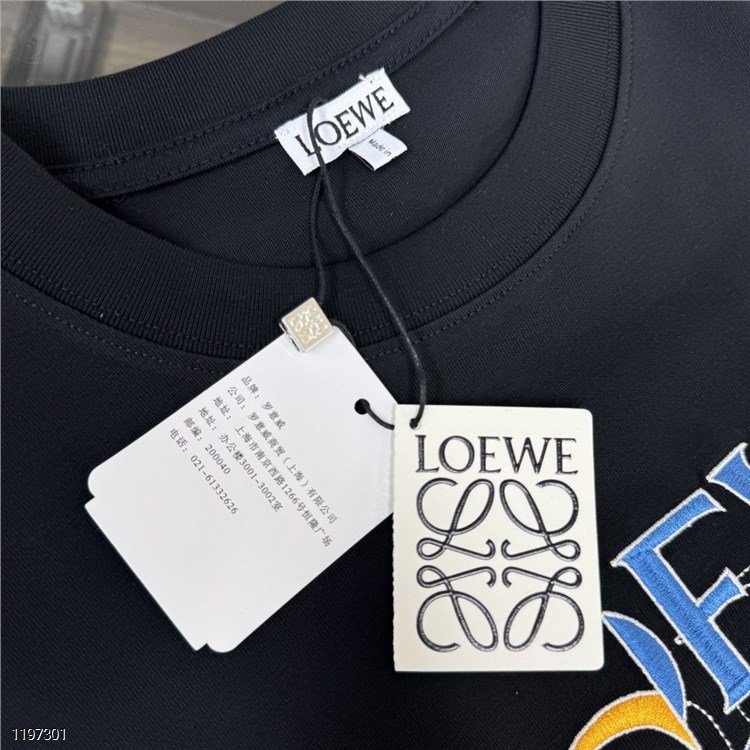 LOEWE
Made in
品牌：罗意威
公司：罗意威商贸（上海）有限公司
地址：上海市南京西路1266号恒隆广场
地址：办公楼3001-3002室
邮编：200040
电话：021-61332626
LOEWE
1197301